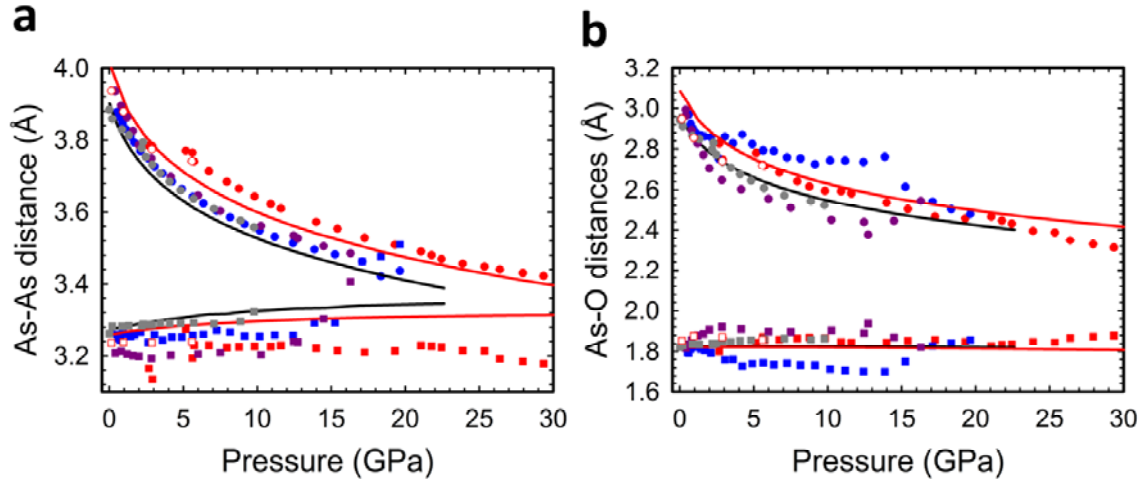 a
b
4.0
3.8
3.6
3.4
3.2
As-As distance (Å)
0 5 10 15 20 25 30
Pressure (GPa)
3.2
3.0
2.8
2.6
2.4
2.2
2.0
1.8
1.6
As-O distances (Å)
0 5 10 15 20 25 30
Pressure (GPa)